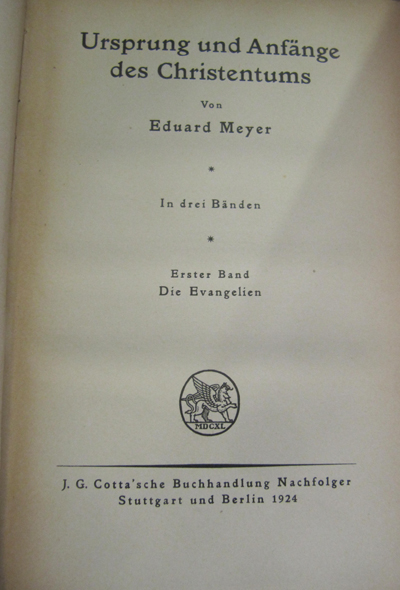 Ursprung und Anfänge
des Christentums
Von
Eduard Meyer
*
In drei Bänden
*
Erster Band
Die Evangelien
MDCXL
J. G. Cotta'sche Buchhandlung Nachfolger
Stuttgart und Berlin 1924